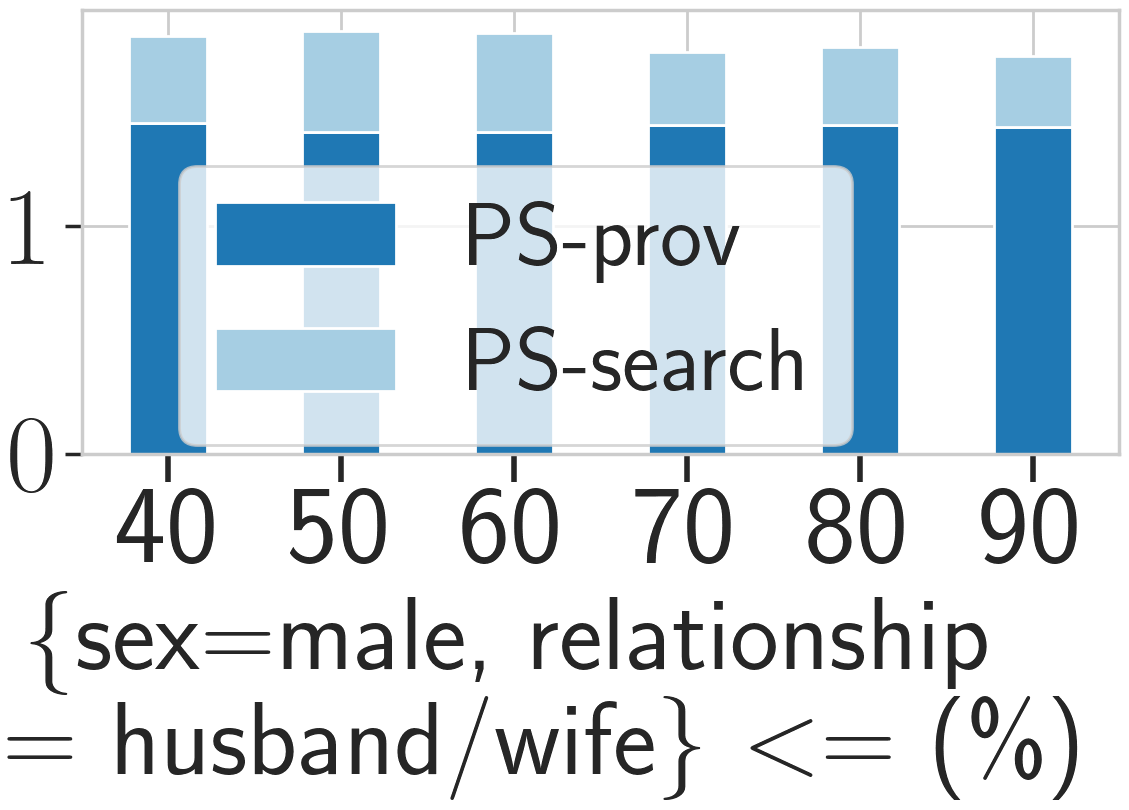 1
PS-prov
PS-search
0
40 50 60 70 80 90
{sex=male, relationship
= husband/wife} <= (%)